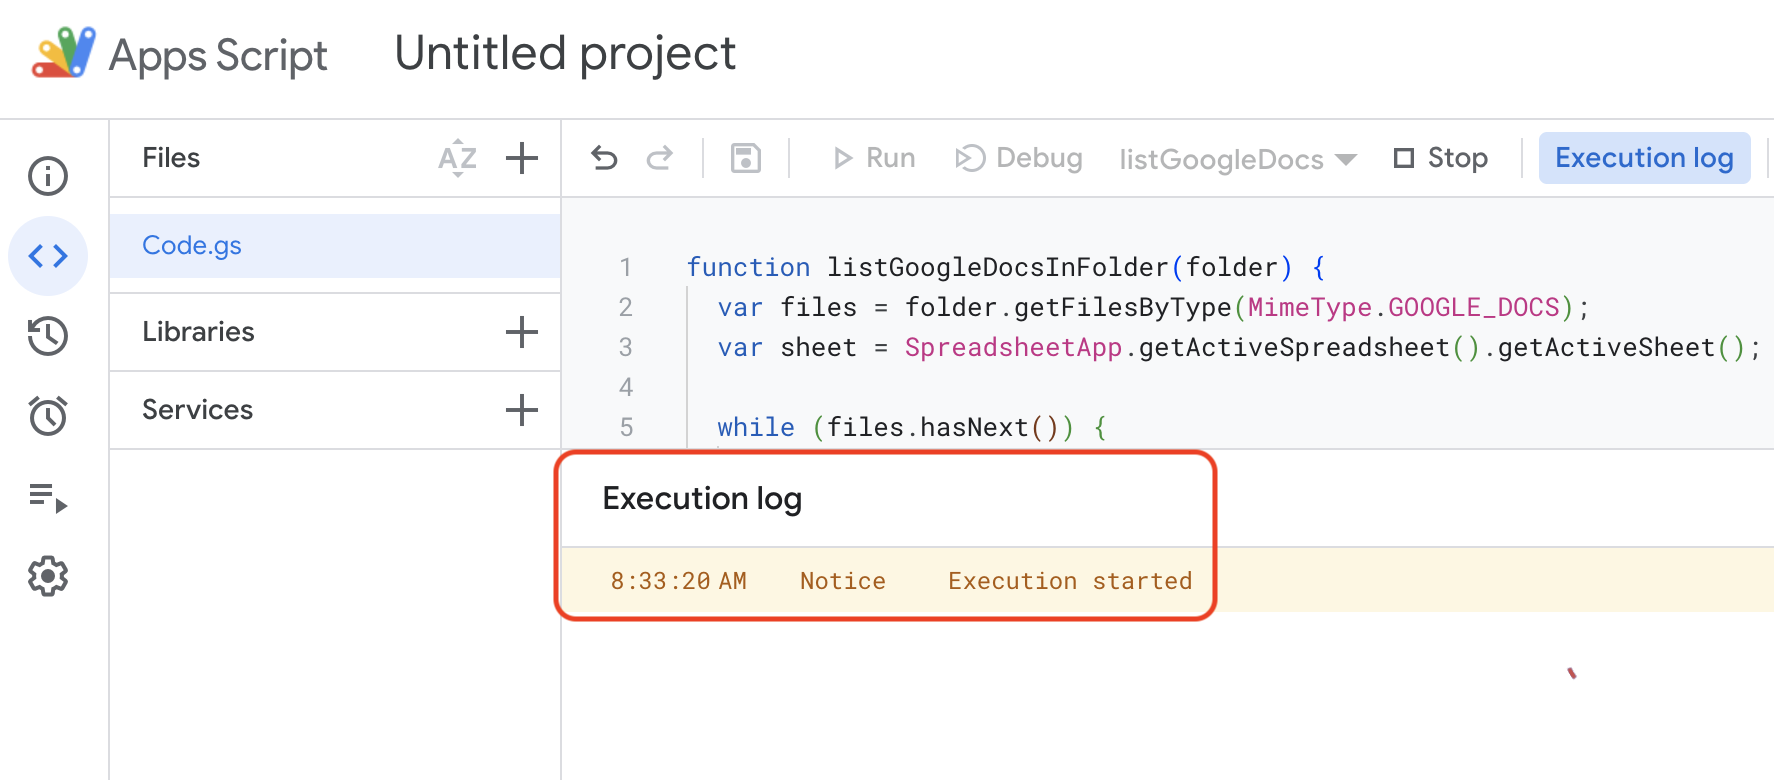 Apps Script Untitled project
Files AZ
Run Debug listGoogleDocs Stop Execution log
Code.gs
Libraries
Services
1 function listGoogleDocsInFolder(folder) {
2 var files = folder.getFilesByType(MimeType.GOOGLE_DOCS);
3 var sheet = SpreadsheetApp.getActiveSpreadsheet().getActiveSheet();
4
5 while (files.hasNext()) {
Execution log
8:33:20 AM Notice Execution started